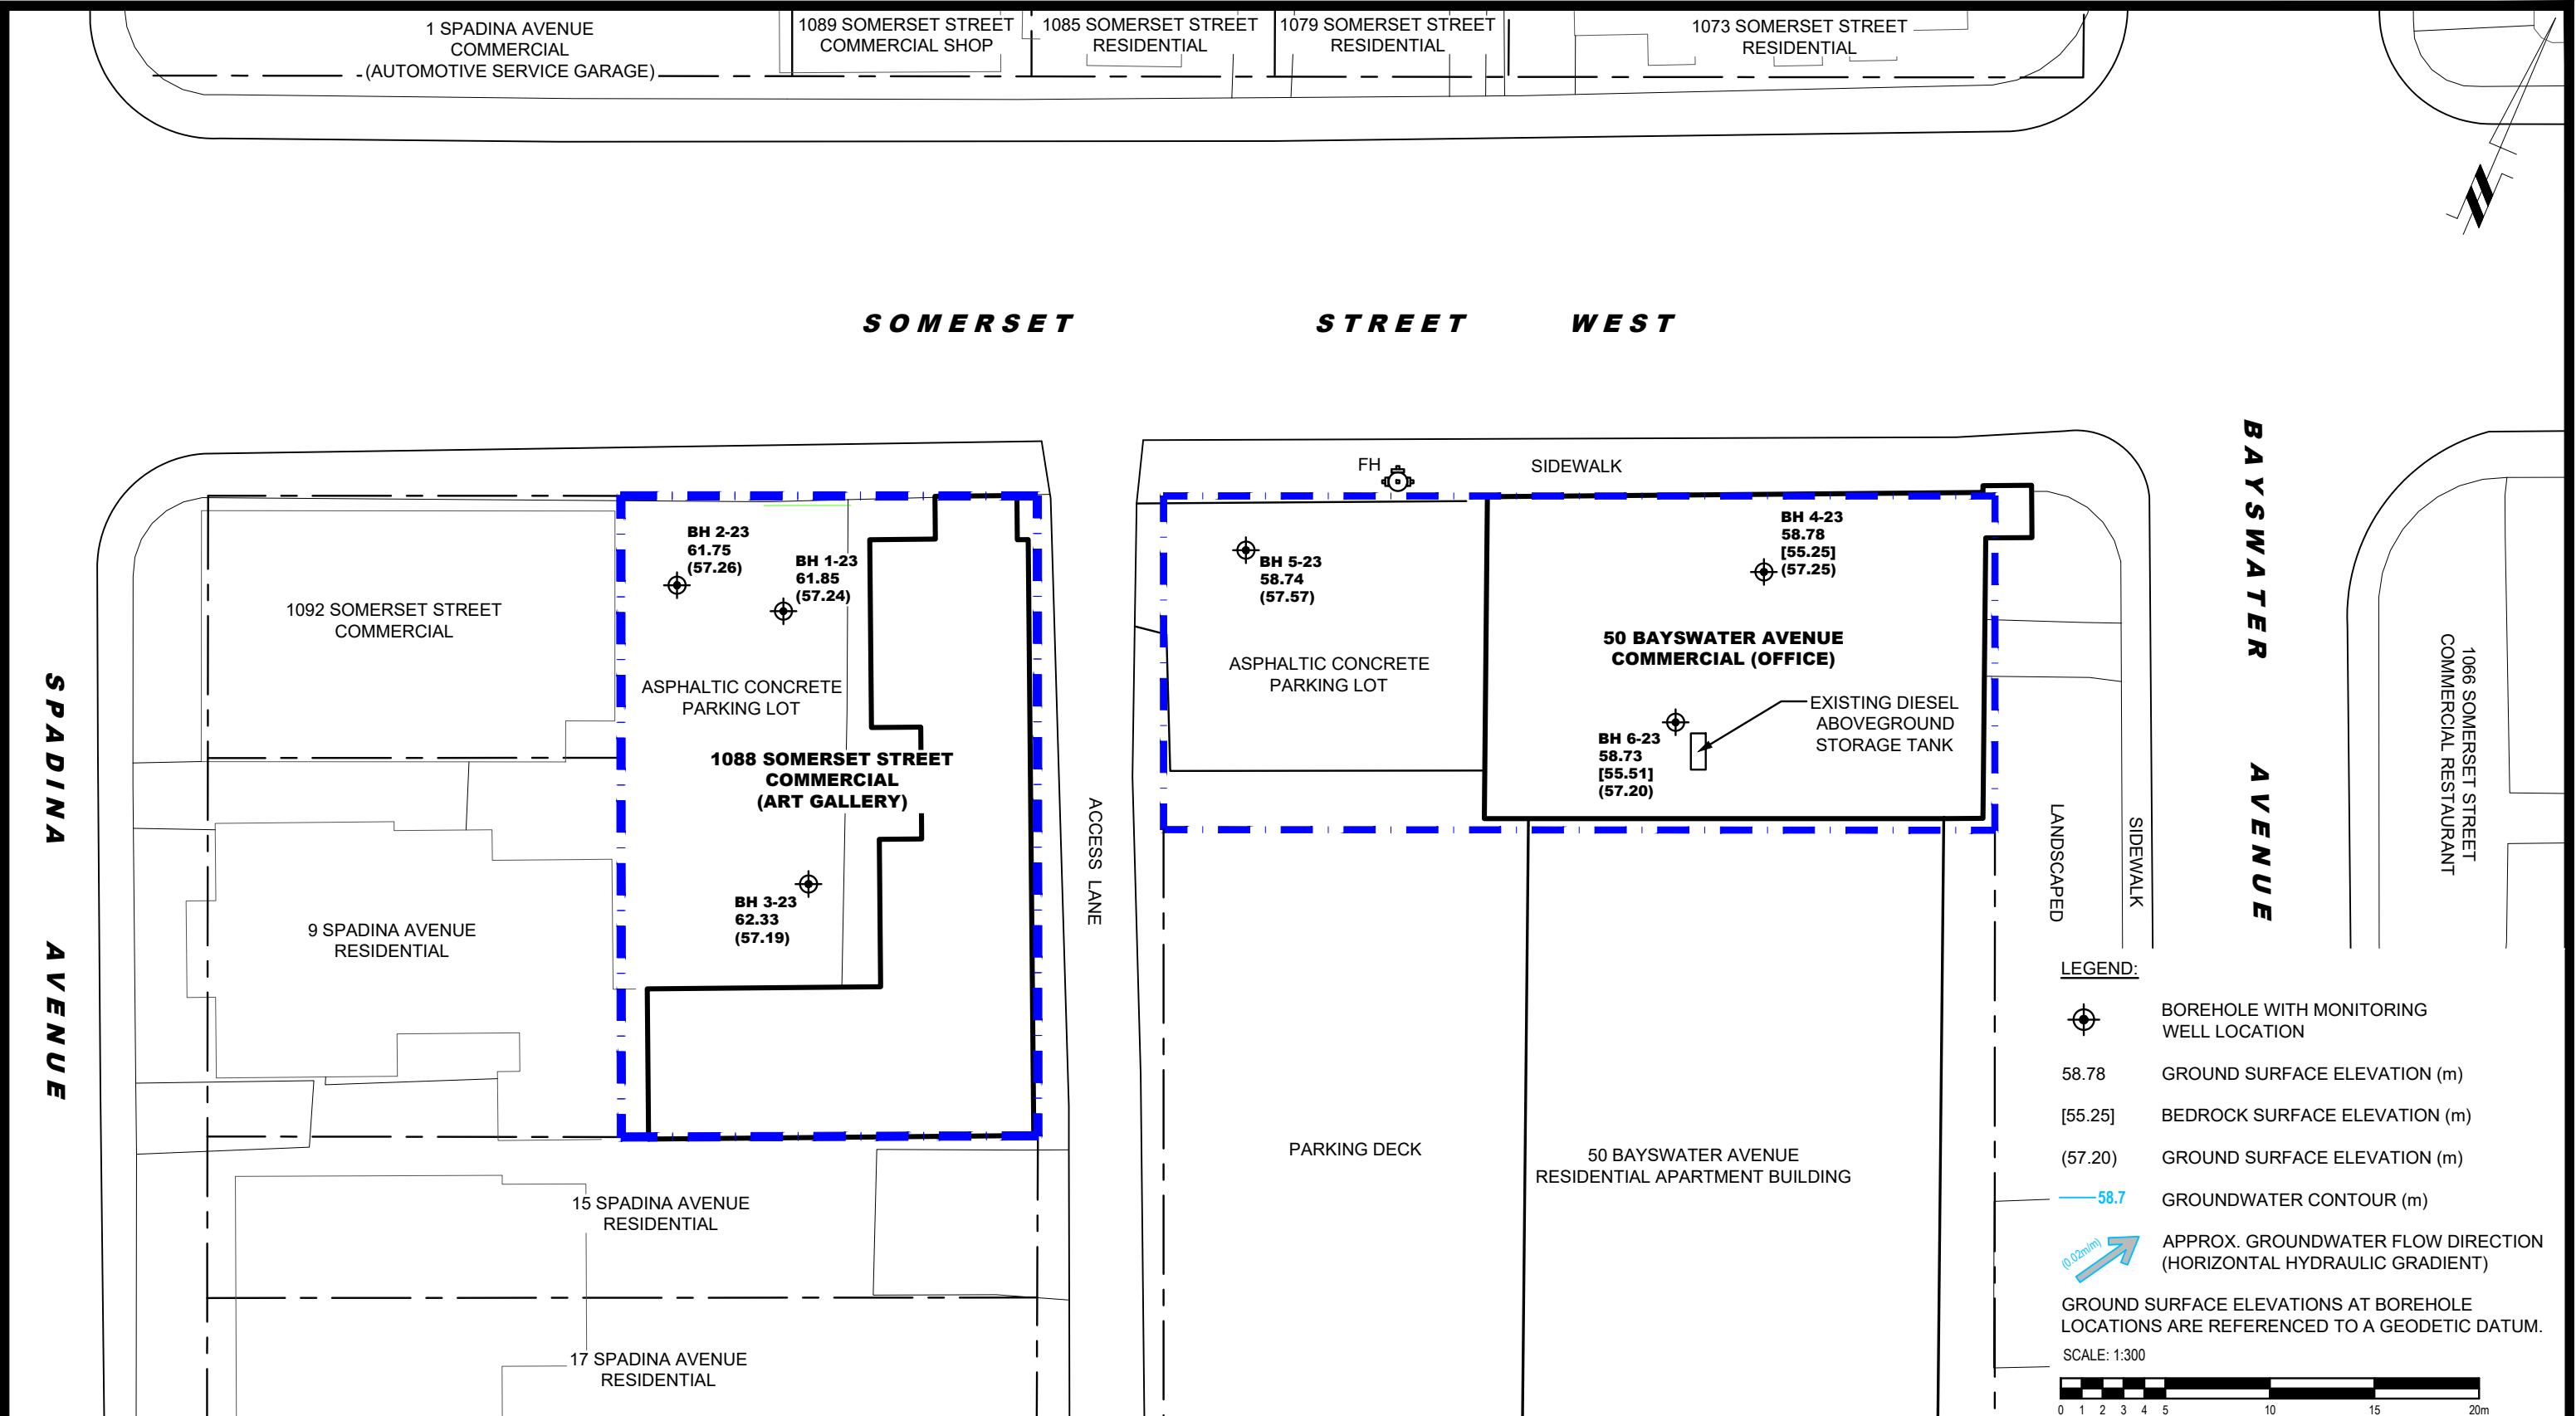 1 SPADINA AVENUE
COMMERCIAL
(AUTOMOTIVE SERVICE GARAGE)
1089 SOMERSET STREET
COMMERCIAL SHOP
1085 SOMERSET STREET
RESIDENTIAL
1079 SOMERSET STREET
RESIDENTIAL
1073 SOMERSET STREET
RESIDENTIAL
SOMERSET STREET WEST
SPADINA AVENUE
BAYSWATER AVENUE
FH
SIDEWALK
BH 2-23
61.75
(57.26)
BH 1-23
61.85
(57.24)
1092 SOMERSET STREET
COMMERCIAL
ASPHALTIC CONCRETE
PARKING LOT
1088 SOMERSET STREET
COMMERCIAL
(ART GALLERY)
BH 3-23
62.33
(57.19)
9 SPADINA AVENUE
RESIDENTIAL
15 SPADINA AVENUE
RESIDENTIAL
17 SPADINA AVENUE
RESIDENTIAL
ACCESS LANE
BH 5-23
58.74
(57.57)
ASPHALTIC CONCRETE
PARKING LOT
BH 4-23
58.78
[55.25]
(57.25)
50 BAYSWATER AVENUE
COMMERCIAL (OFFICE)
EXISTING DIESEL
ABOVEGROUND
STORAGE TANK
BH 6-23
58.73
[55.51]
(57.20)
PARKING DECK
50 BAYSWATER AVENUE
RESIDENTIAL APARTMENT BUILDING
LANDSCAPED
SIDEWALK
1066 SOMERSET STREET
COMMERCIAL RESTAURANT
LEGEND:
BOREHOLE WITH MONITORING
WELL LOCATION
58.78 GROUND SURFACE ELEVATION (m)
[55.25] BEDROCK SURFACE ELEVATION (m)
(57.20) GROUND SURFACE ELEVATION (m)
58.7 GROUNDWATER CONTOUR (m)
(0.02m/m) APPROX. GROUNDWATER FLOW DIRECTION
(HORIZONTAL HYDRAULIC GRADIENT)
GROUND SURFACE ELEVATIONS AT BOREHOLE
LOCATIONS ARE REFERENCED TO A GEODETIC DATUM.
SCALE: 1:300
0 1 2 3 4 5 10 15 20m